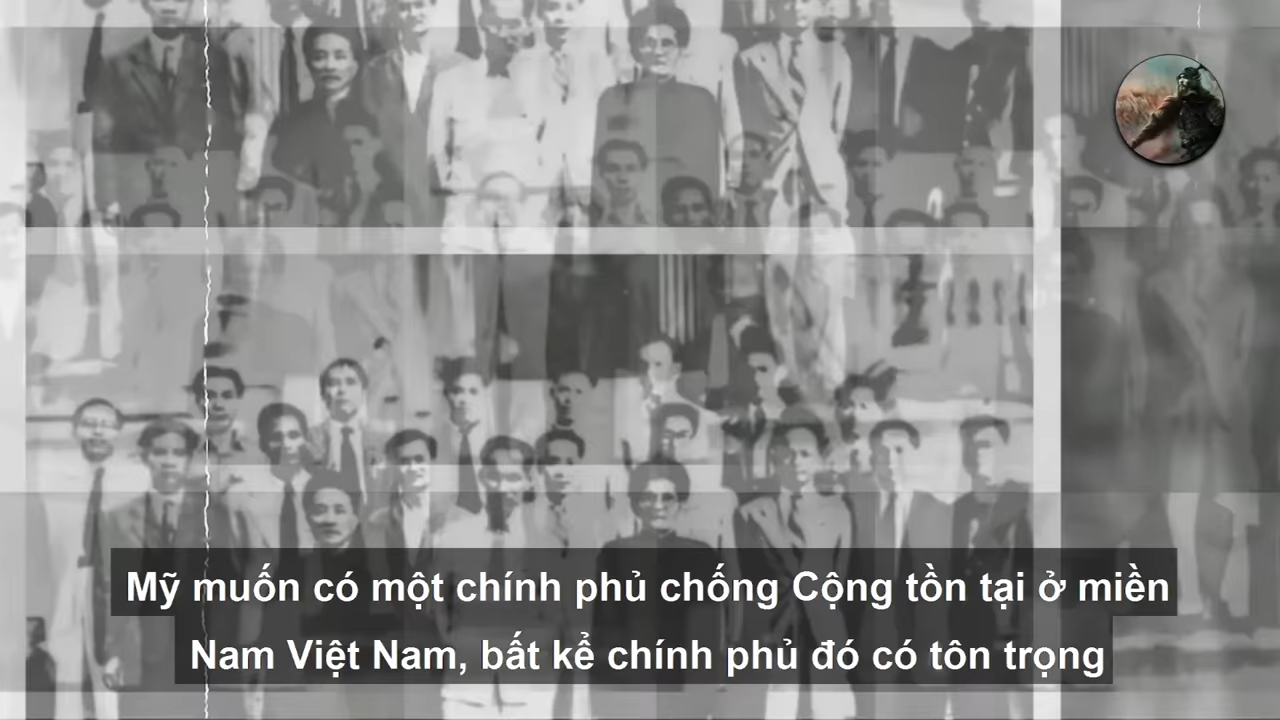 Mỹ muốn có một chính phủ chống Cộng tồn tại ở miền
Nam Việt Nam, bất kể chính phủ đó có tôn trọng